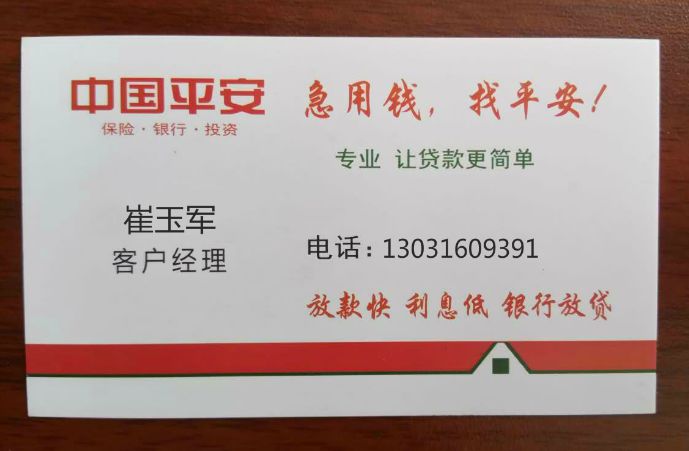 中国平安
保险·银行·投资
急用钱，找平安!
专业 让贷款更简单
崔玉军
客户经理
电话：13031609391
放款快 利息低 银行放贷